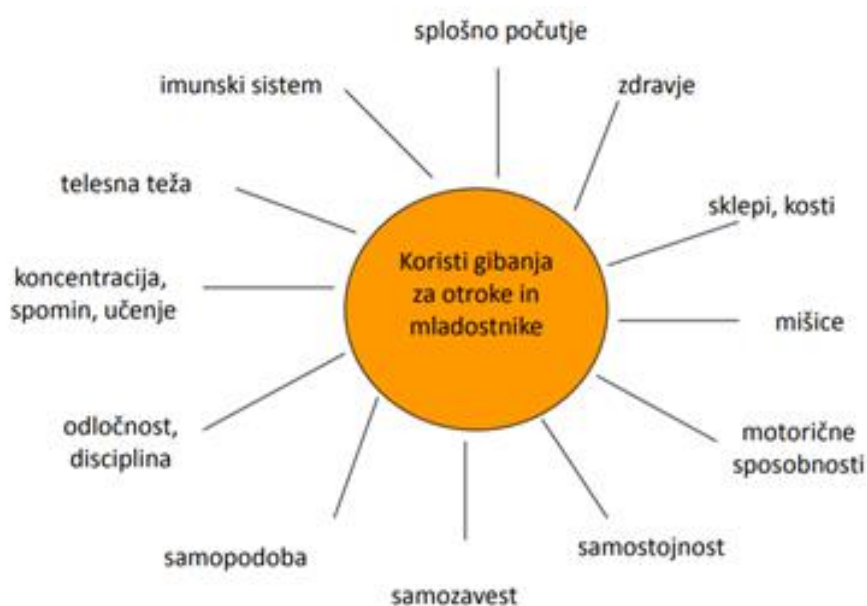 splošno počutje
imunski sistem
zdravje
telesna teža
sklepi, kosti
Koristi gibanja
za otroke in
mladostnike
koncentracija,
spomin, učenje
mišice
odločnost,
disciplina
motorične
sposobnosti
samopodoba
samostojnost
samozavest